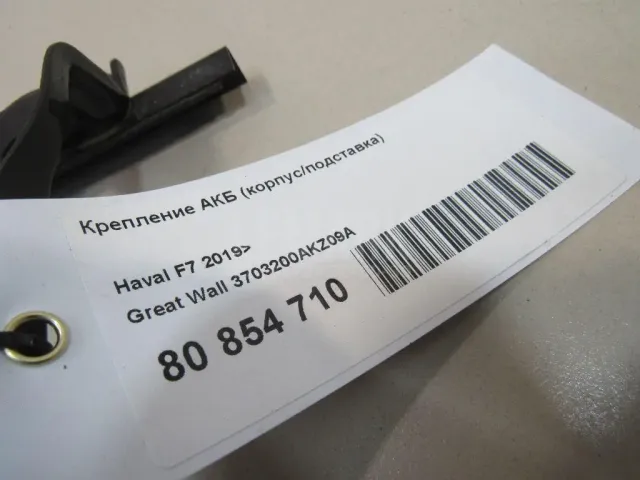 Крепление АКБ (корпус/подставка)
Haval F7 2019>
Great Wall 3703200AKZ09A
80 854 710